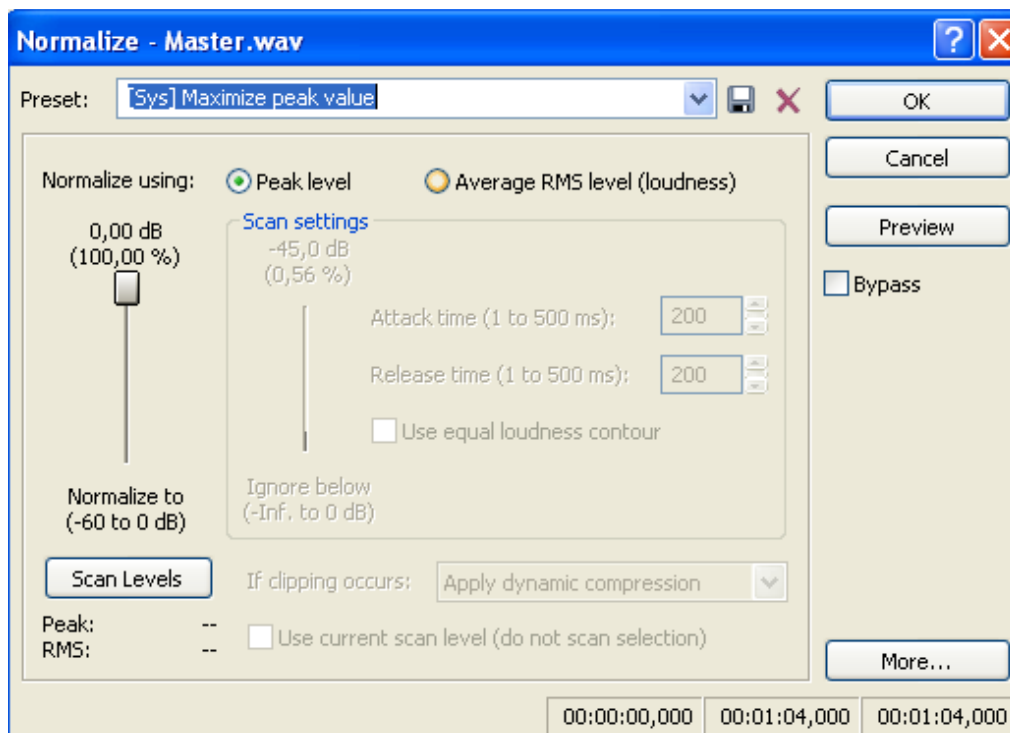 Normalize - Master.wav
Preset: [Sys] Maximize peak value
OK
Cancel
Normalize using: Peak level Average RMS level (loudness)
Preview
0,00 dB
(100,00 %)
Scan settings
-45,0 dB
(0,56 %)
Bypass
Attack time (1 to 500 ms): 200
Release time (1 to 500 ms): 200
Use equal loudness contour
Normalize to
(-60 to 0 dB)
Ignore below
(-Inf. to 0 dB)
Scan Levels
If clipping occurs: Apply dynamic compression
Peak: --
RMS: --
Use current scan level (do not scan selection)
More...
00:00:00,000 00:01:04,000 00:01:04,000